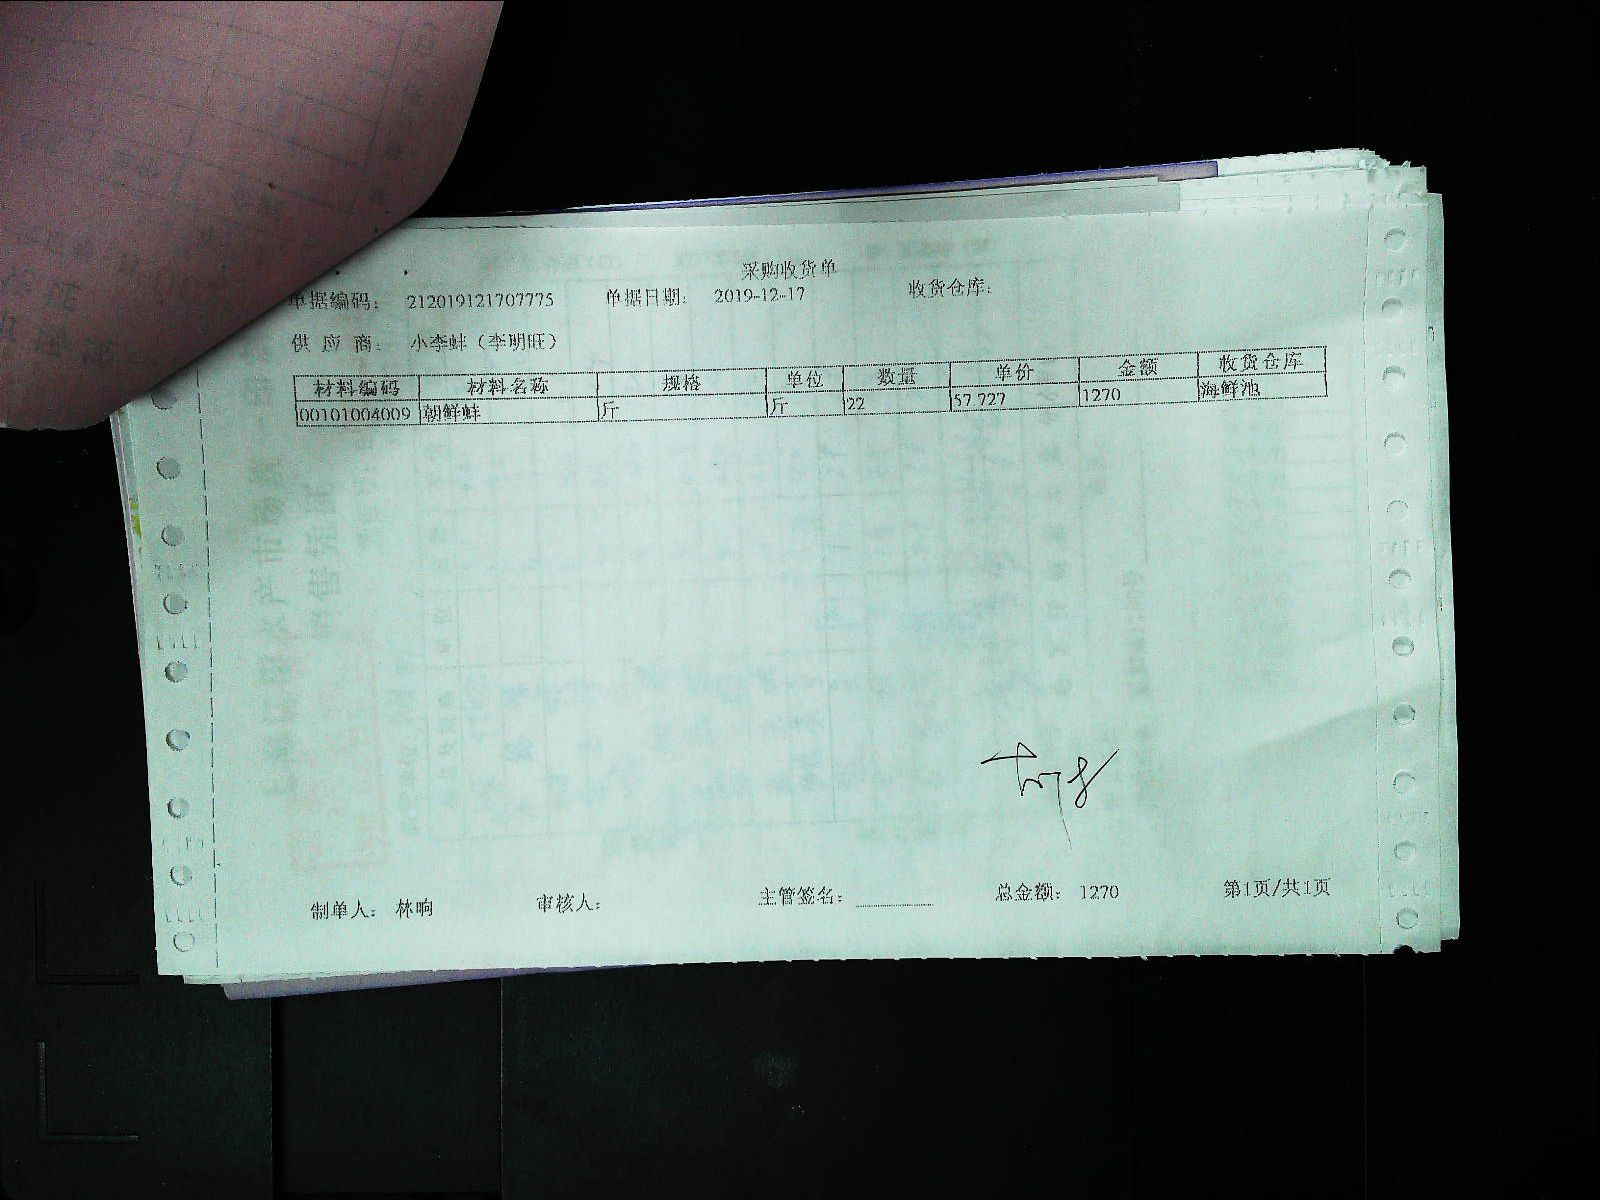 采购收货单
单据编码： 212019121707775 单据日期： 2019-12-17 收货仓库：
供 应 商： 小李蚌（李明旺）
材料编码 材料名称 规格 单位 数量 单价 金额 收货仓库
00101004009 朝鲜蚌 斤 斤 22 57.727 1270 海鲜池
制单人： 林晌 审核人： 主管签名： 总金额： 1270 第1页/共1页